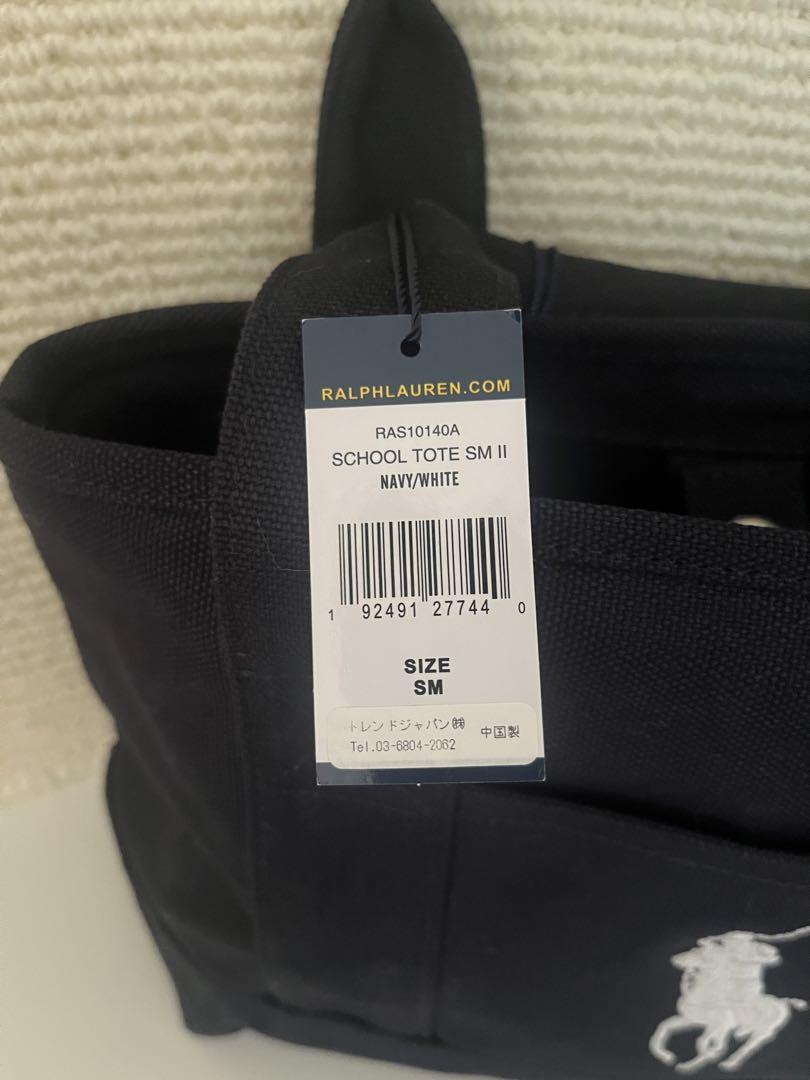 RALPHLAUREN.COM
RAS10140A
SCHOOL TOTE SM II
NAVY/WHITE
1 92491 27744 0
SIZE
SM
トレンドジャパン㈱
Tel.03-6804-2062
中国製